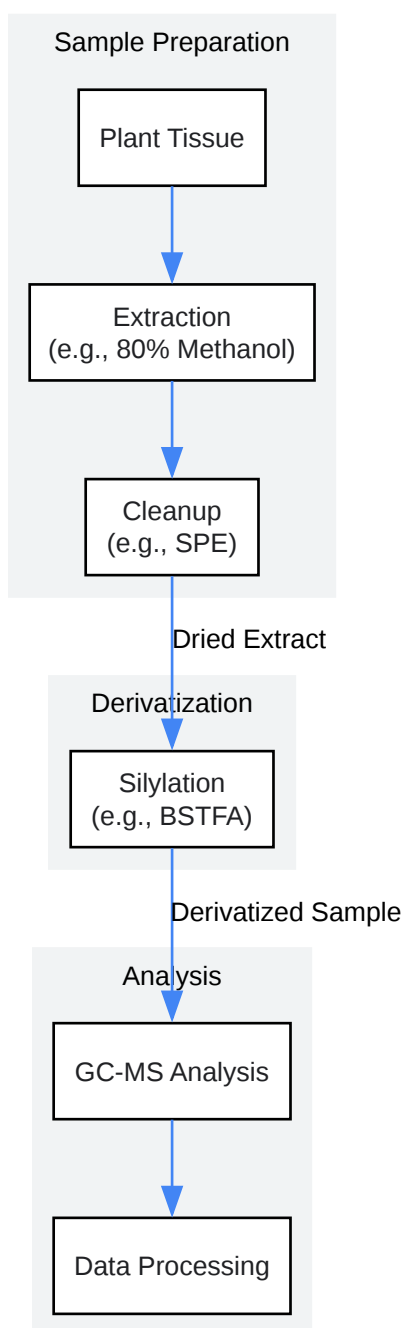 Sample Preparation
Plant Tissue
Extraction
(e.g., 80% Methanol)
Cleanup
(e.g., SPE)
Dried Extract
Derivatization
Silylation
(e.g., BSTFA)
Derivatized Sample
Analysis
GC-MS Analysis
Data Processing